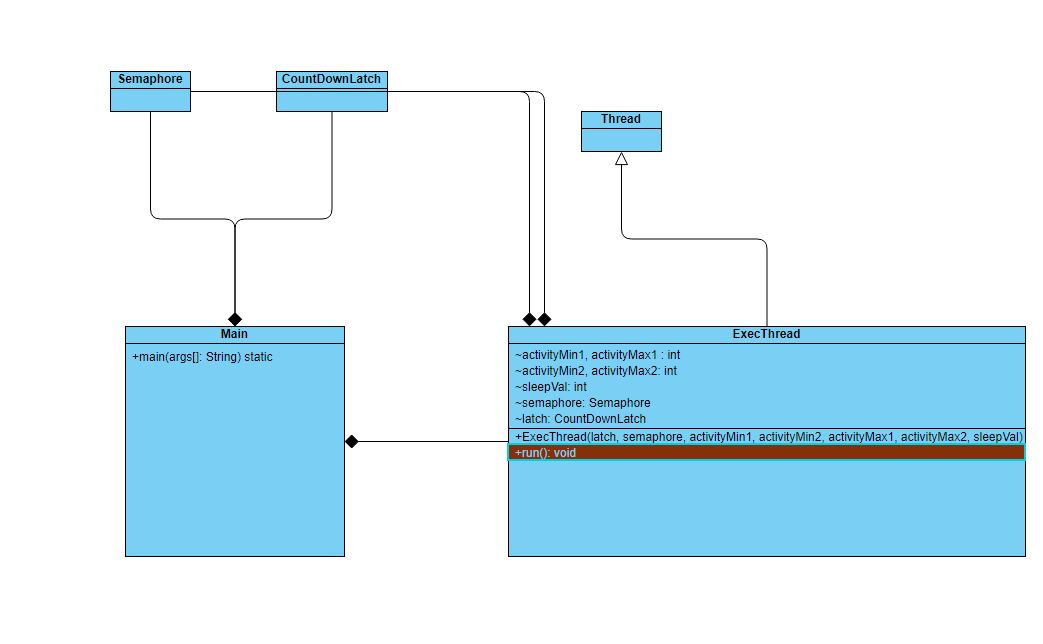 Semaphore
CountDownLatch
Thread
Main
+main(args[]: String) static
ExecThread
~activityMin1, activityMax1 : int
~activityMin2, activityMax2: int
~sleepVal: int
~semaphore: Semaphore
~latch: CountDownLatch
+ExecThread(latch, semaphore, activityMin1, activityMin2, activityMax1, activityMax2, sleepVal)
+run(): void